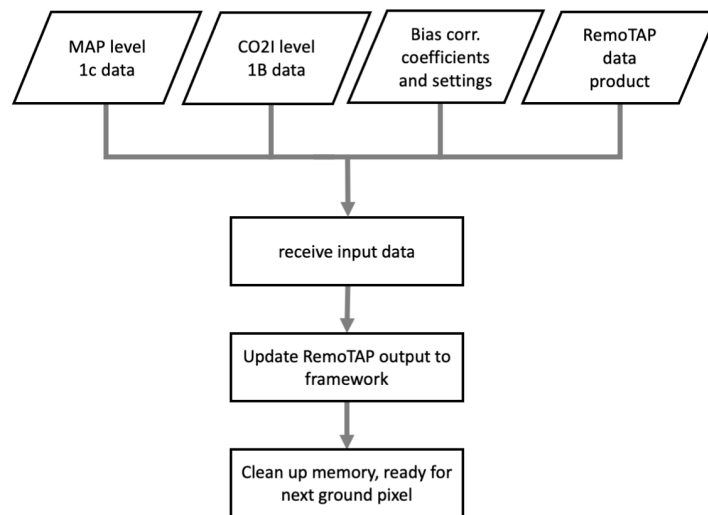 MAP level
1c data
CO2I level
1B data
Bias corr.
coefficients
and settings
RemoTAP
data
product
receive input data
Update RemoTAP output to
framework
Clean up memory, ready for
next ground pixel